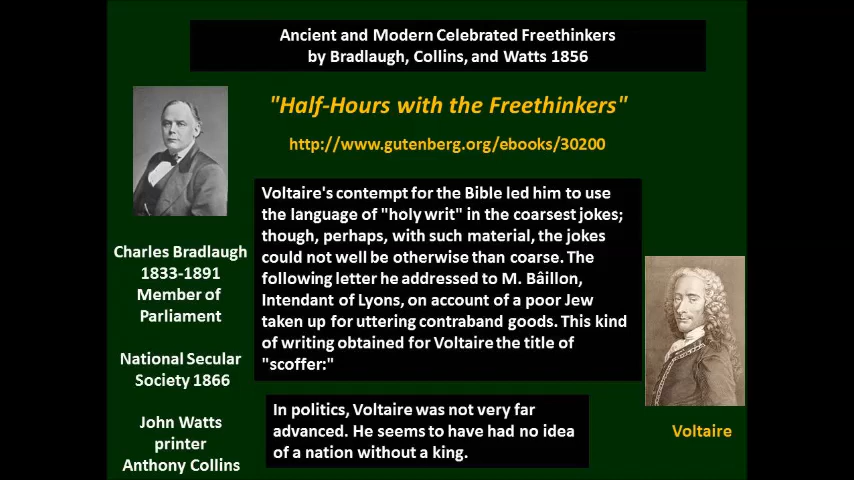 Ancient and Modern Celebrated Freethinkers
by Bradlaugh, Collins, and Watts 1856
"Half-Hours with the Freethinkers"
http://www.gutenberg.org/ebooks/30200
Charles Bradlaugh
1833-1891
Member of
Parliament
National Secular
Society 1866
John Watts
printer
Anthony Collins
Voltaire's contempt for the Bible led him to use
the language of "holy writ" in the coarsest jokes;
though, perhaps, with such material, the jokes
could not well be otherwise than coarse. The
following letter he addressed to M. Bâillon,
Intendant of Lyons, on account of a poor Jew
taken up for uttering contraband goods. This kind
of writing obtained for Voltaire the title of
"scoffer:"
In politics, Voltaire was not very far
advanced. He seems to have had no idea
of a nation without a king.
Voltaire